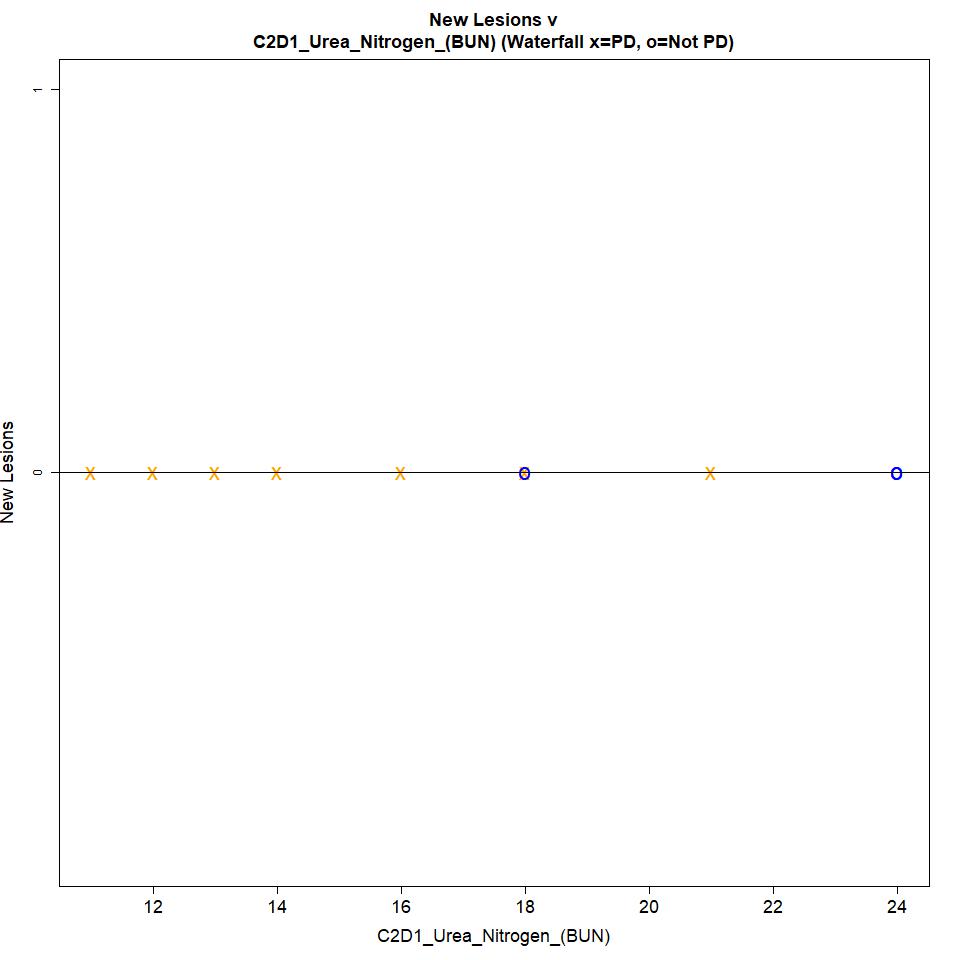 New Lesions v
C2D1_Urea_Nitrogen_(BUN) (Waterfall x=PD, o=Not PD)
1
New Lesions
0
x x x x x x o x o
12 14 16 18 20 22 24
C2D1_Urea_Nitrogen_(BUN)